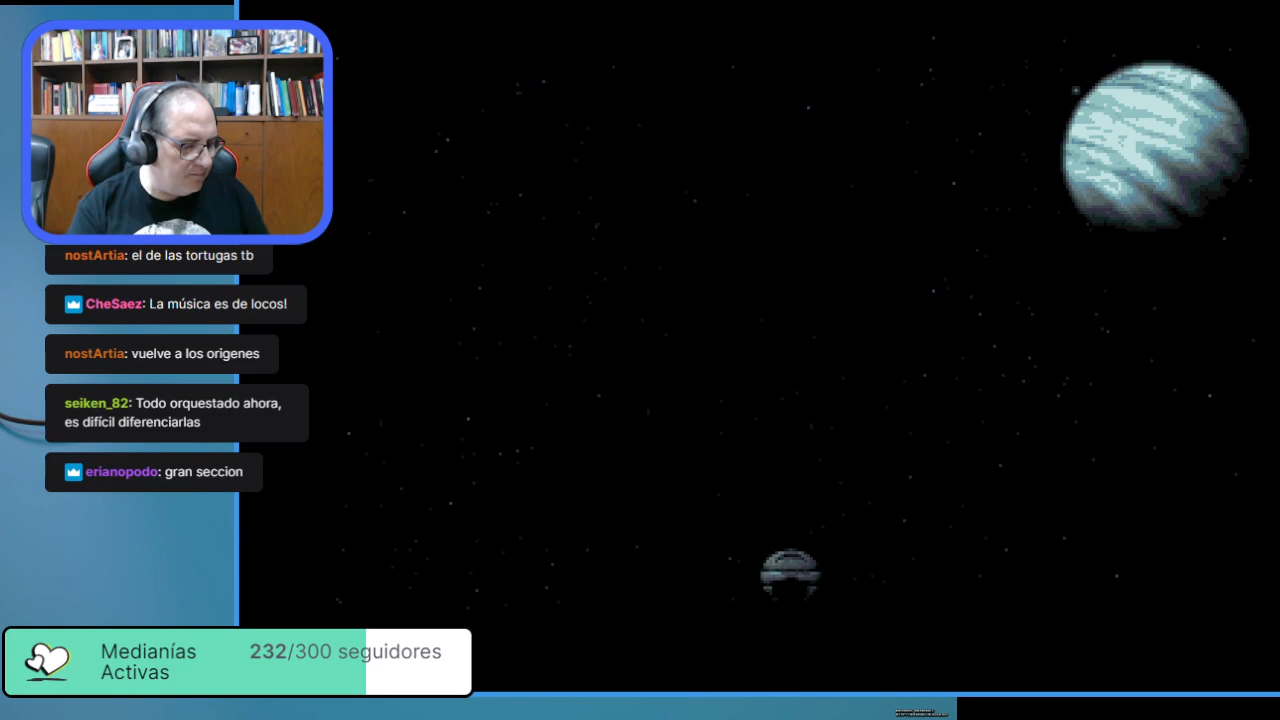 nostArtia: el de las tortugas tb
CheSaez: La música es de locos!
nostArtia: vuelve a los origenes
seiken_82: Todo orquestado ahora,
es difícil diferenciarlas
erianopodo: gran seccion
Medianías
Activas
232/300 seguidores